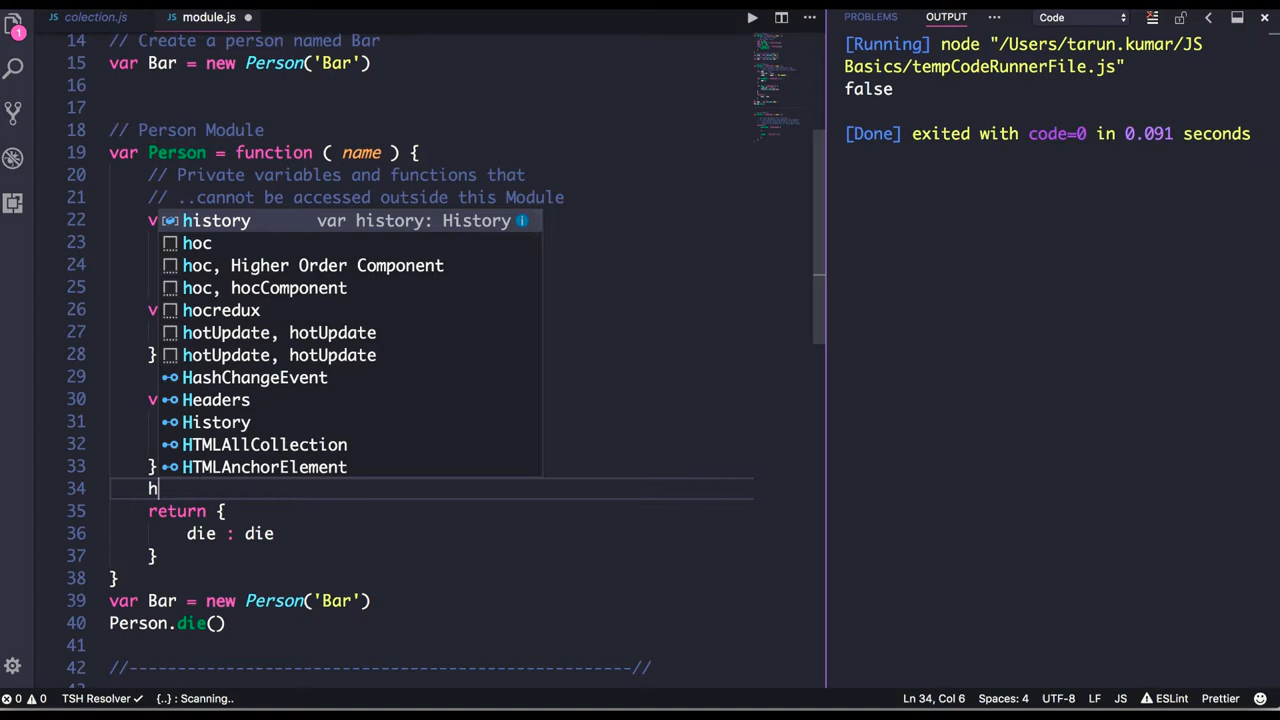 JS colection.js
JS module.js
PROBLEMS OUTPUT ••• Code
1
14 // Create a person named Bar
15 var Bar = new Person('Bar')
16
17
18 // Person Module
19 var Person = function ( name ) {
20 // Private variables and functions that
21 // ..cannot be accessed outside this Module
22 v history var history: History
23 hoc
24 hoc, Higher Order Component
25 hoc, hocComponent
26 v hocredux
27 hotUpdate, hotUpdate
28 } hotUpdate, hotUpdate
29 HashChangeEvent
30 v Headers
31 History
32 HTMLAllCollection
33 } HTMLAnchorElement
34 h
35 return {
36 die : die
37 }
38 }
39 var Bar = new Person('Bar')
40 Person.die()
41
42 //----------------------------------------------------//
[Running] node "/Users/tarun.kumar/JS
Basics/tempCodeRunnerFile.js"
false
[Done] exited with code=0 in 0.091 seconds
0 0 TSH Resolver ✓ {..} : Scanning.. Ln 34, Col 6 Spaces: 4 UTF-8 LF JS ESLint Prettier